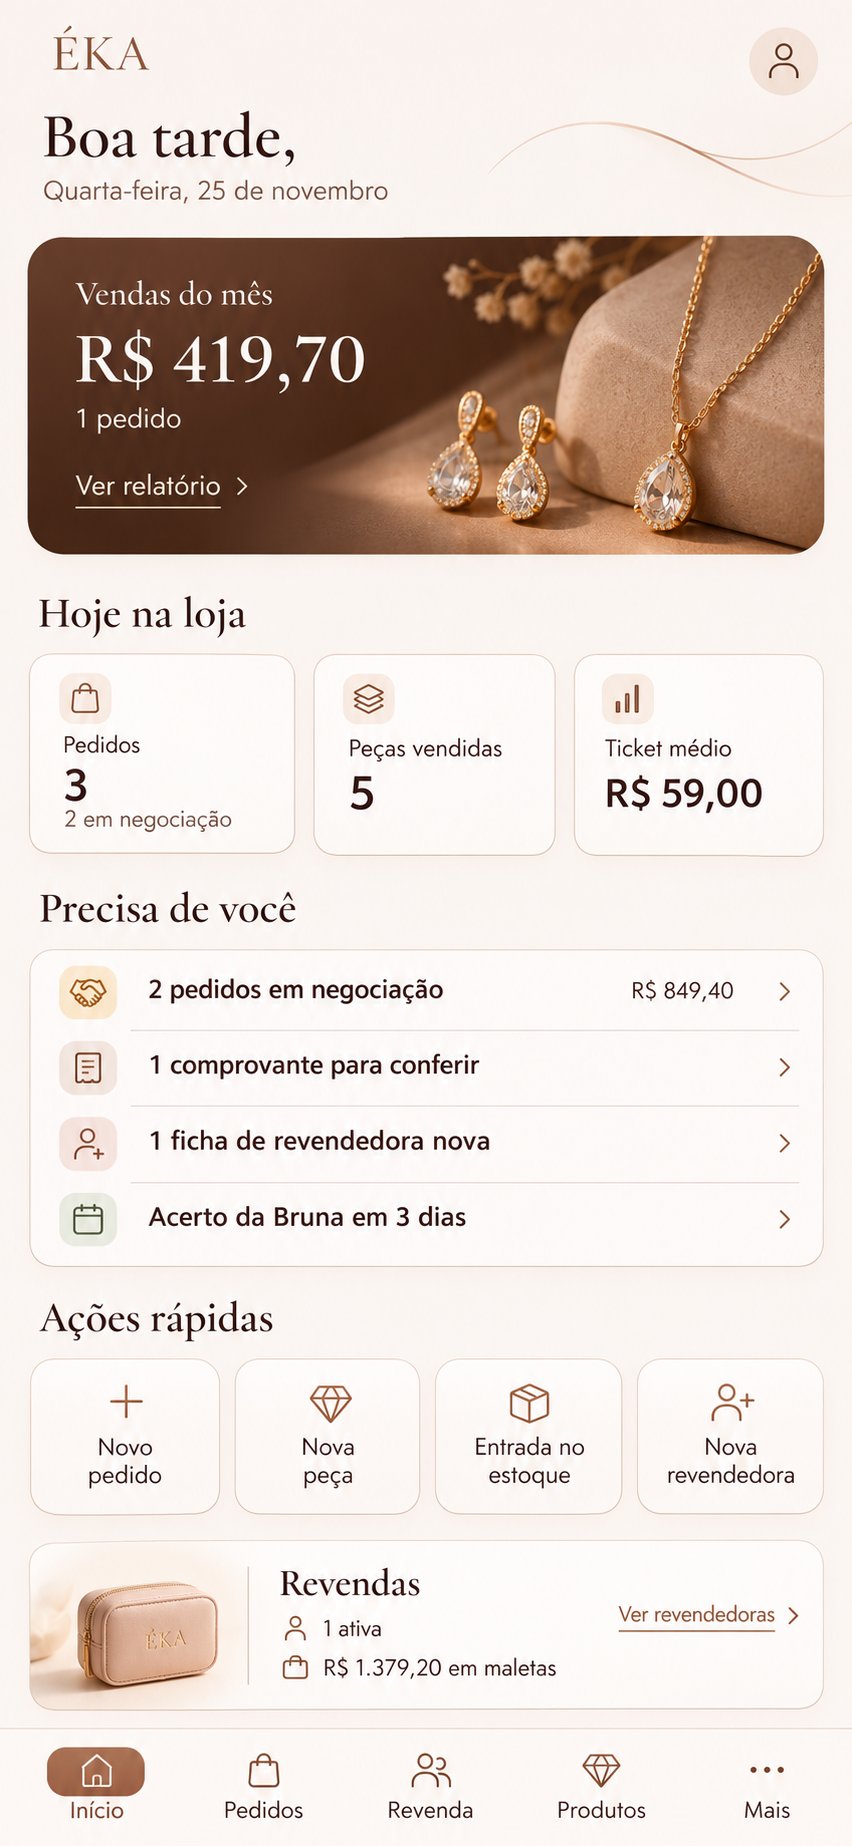 ÉKA
Boa tarde,
Quarta-feira, 25 de novembro
Vendas do mês
R$ 419,70
1 pedido
Ver relatório
Hoje na loja
Pedidos
3
2 em negociação
Peças vendidas
5
Ticket médio
R$ 59,00
Precisa de você
2 pedidos em negociação
R$ 849,40
1 comprovante para conferir
1 ficha de revendedora nova
Acerto da Bruna em 3 dias
Ações rápidas
Novo
pedido
Nova
peça
Entrada no
estoque
Nova
revendedora
ÉKA
Revendas
1 ativa
R$ 1.379,20 em maletas
Ver revendedoras
Início
Pedidos
Revenda
Produtos
Mais